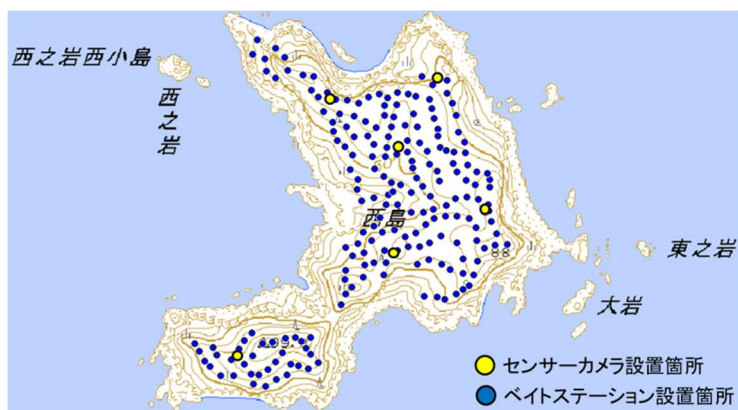 西之岩西小島
西之岩
西島
88
東之岩
大岩
センサーカメラ設置箇所
ベイトステーション設置箇所